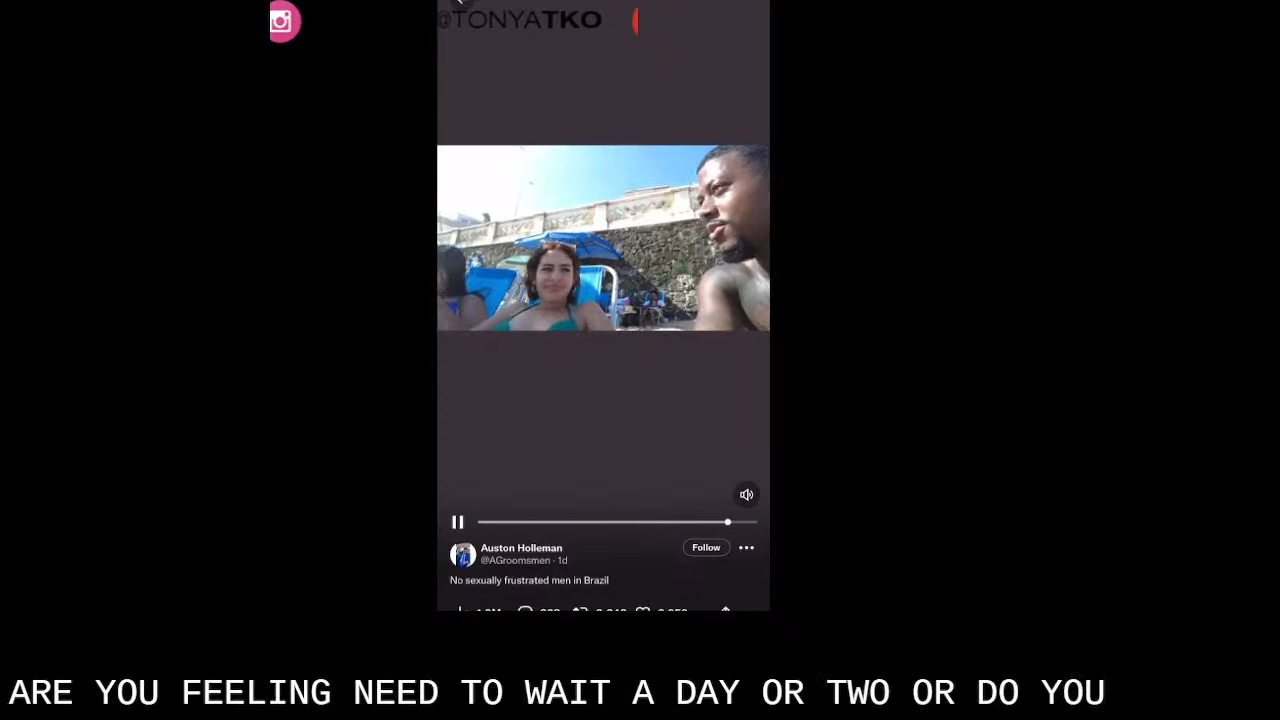 @TONYATKO
Auston Holleman
@AGroomsmen · 1d
Follow
No sexually frustrated men in Brazil
ARE YOU FEELING NEED TO WAIT A DAY OR TWO OR DO YOU